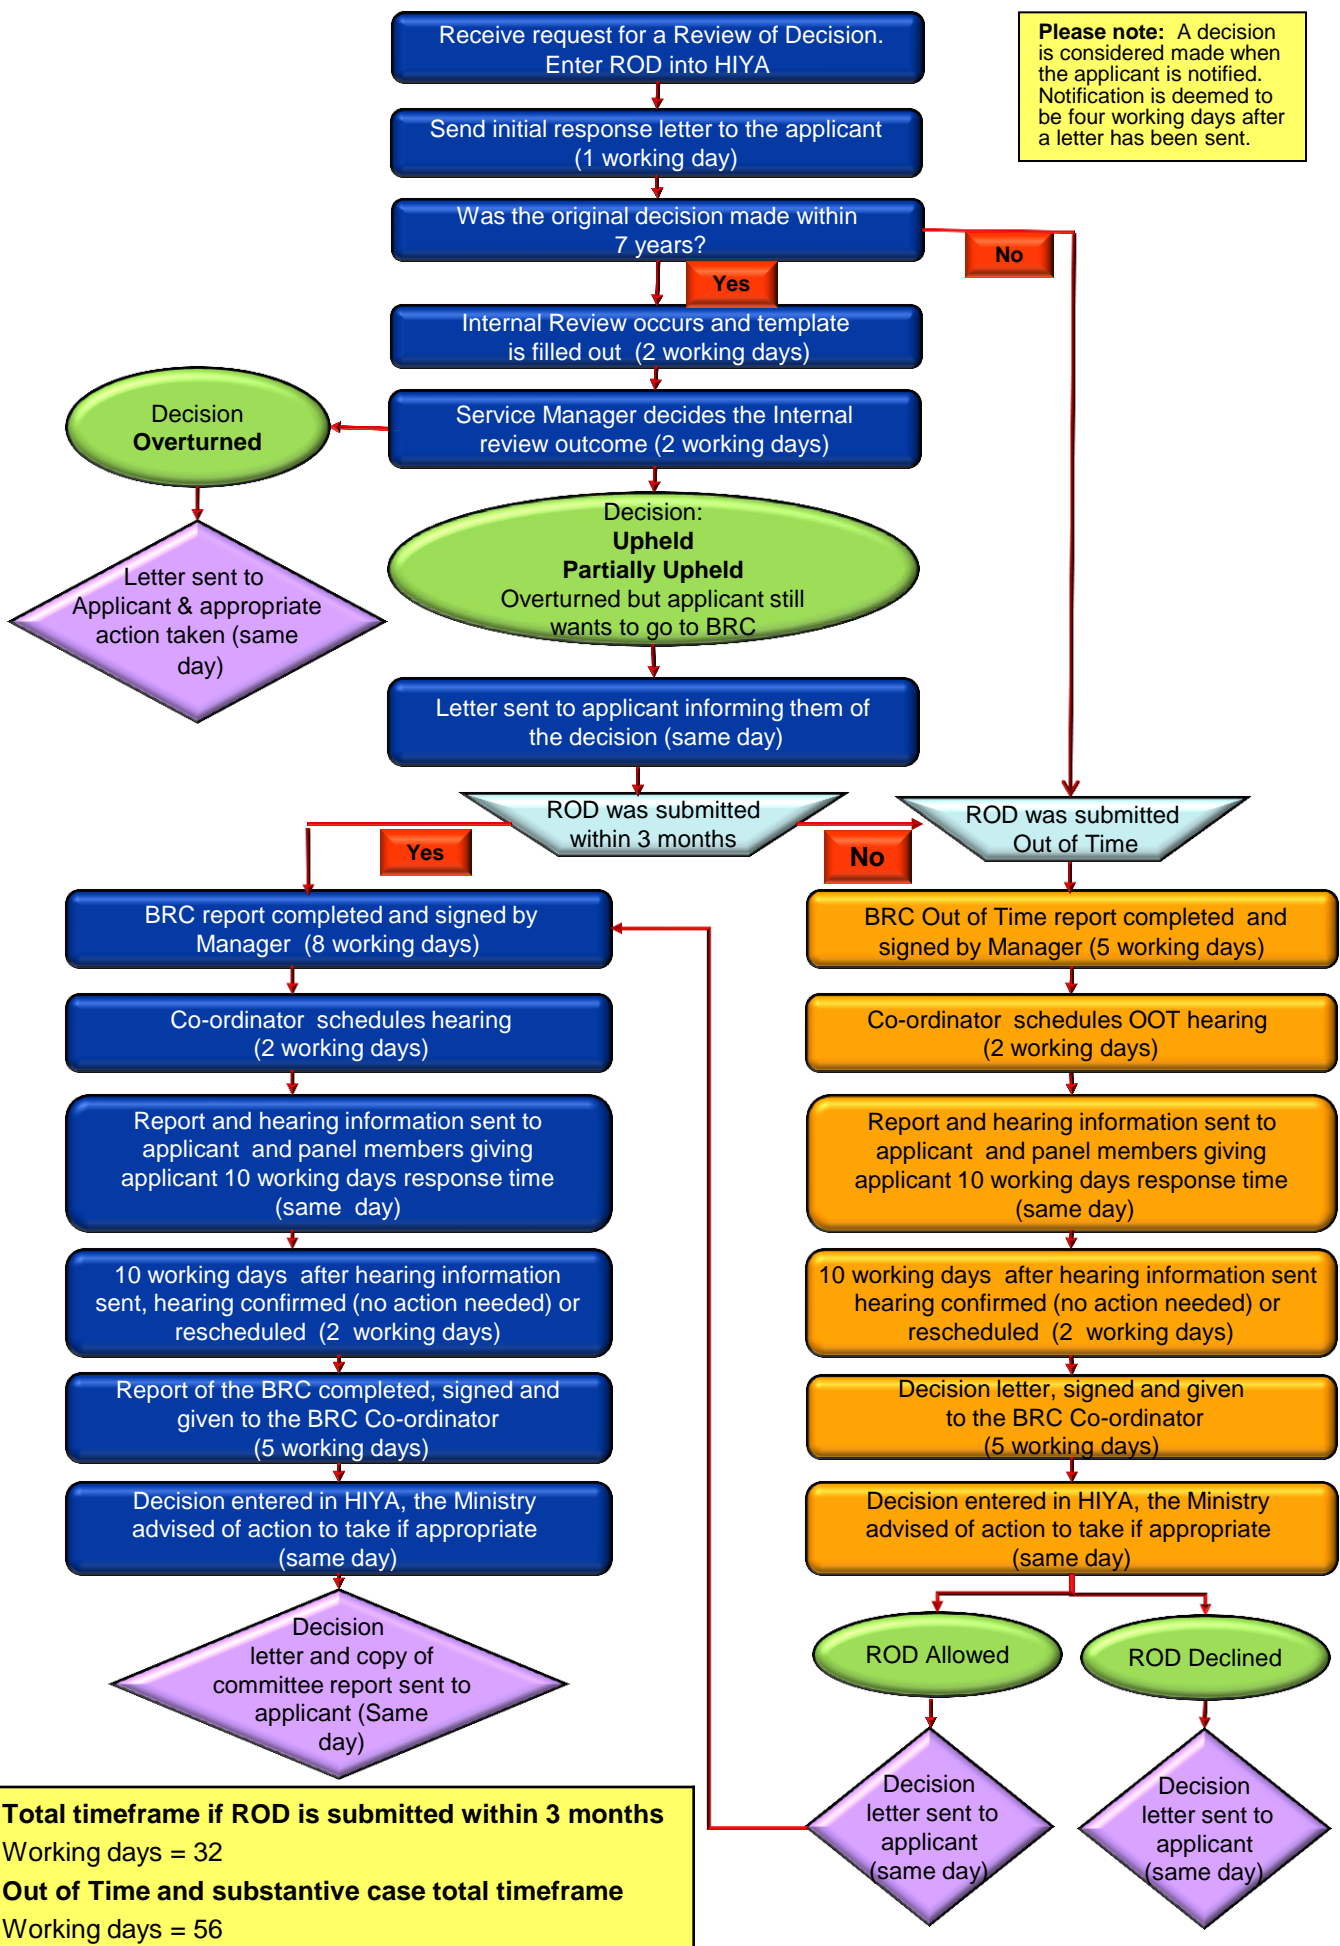 Receive request for a Review of Decision.
Enter ROD into HIYA
Please note: A decision
is considered made when
the applicant is notified.
Notification is deemed to
be four working days after
a letter has been sent.
Send initial response letter to the applicant
(1 working day)
Was the original decision made within
7 years?
No
Yes
Internal Review occurs and template
is filled out (2 working days)
Service Manager decides the Internal
review outcome (2 working days)
Decision
Overturned
Letter sent to
Applicant & appropriate
action taken (same
day)
Decision:
Upheld
Partially Upheld
Overturned but applicant still
wants to go to BRC
Letter sent to applicant informing them of
the decision (same day)
ROD was submitted
within 3 months
Yes
No
ROD was submitted
Out of Time
BRC report completed and signed by
Manager (8 working days)
Co-ordinator schedules hearing
(2 working days)
Report and hearing information sent to
applicant and panel members giving
applicant 10 working days response time
(same day)
10 working days after hearing information
sent, hearing confirmed (no action needed) or
rescheduled (2 working days)
Report of the BRC completed, signed and
given to the BRC Co-ordinator
(5 working days)
Decision entered in HIYA, the Ministry
advised of action to take if appropriate
(same day)
Decision
letter and copy of
committee report sent to
applicant (Same
day)
BRC Out of Time report completed and
signed by Manager (5 working days)
Co-ordinator schedules OOT hearing
(2 working days)
Report and hearing information sent to
applicant and panel members giving
applicant 10 working days response time
(same day)
10 working days after hearing information sent
hearing confirmed (no action needed) or
rescheduled (2 working days)
Decision letter, signed and given
to the BRC Co-ordinator
(5 working days)
Decision entered in HIYA, the Ministry
advised of action to take if appropriate
(same day)
ROD Allowed
ROD Declined
Decision
letter sent to
applicant
(same day)
Decision
letter sent to
applicant
(same day)
Total timeframe if ROD is submitted within 3 months
Working days = 32
Out of Time and substantive case total timeframe
Working days = 56